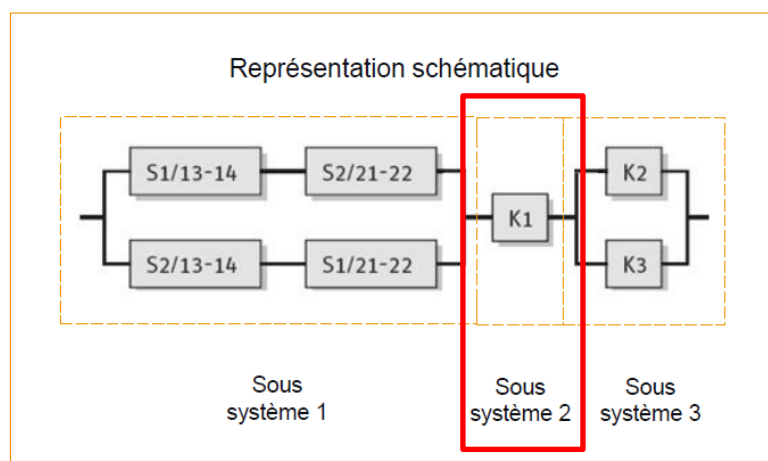 Représentation schématique
S1/13-14
S2/21-22
K1
K2
S2/13-14
S1/21-22
K3
Sous
système 1
Sous
système 2
Sous
système 3